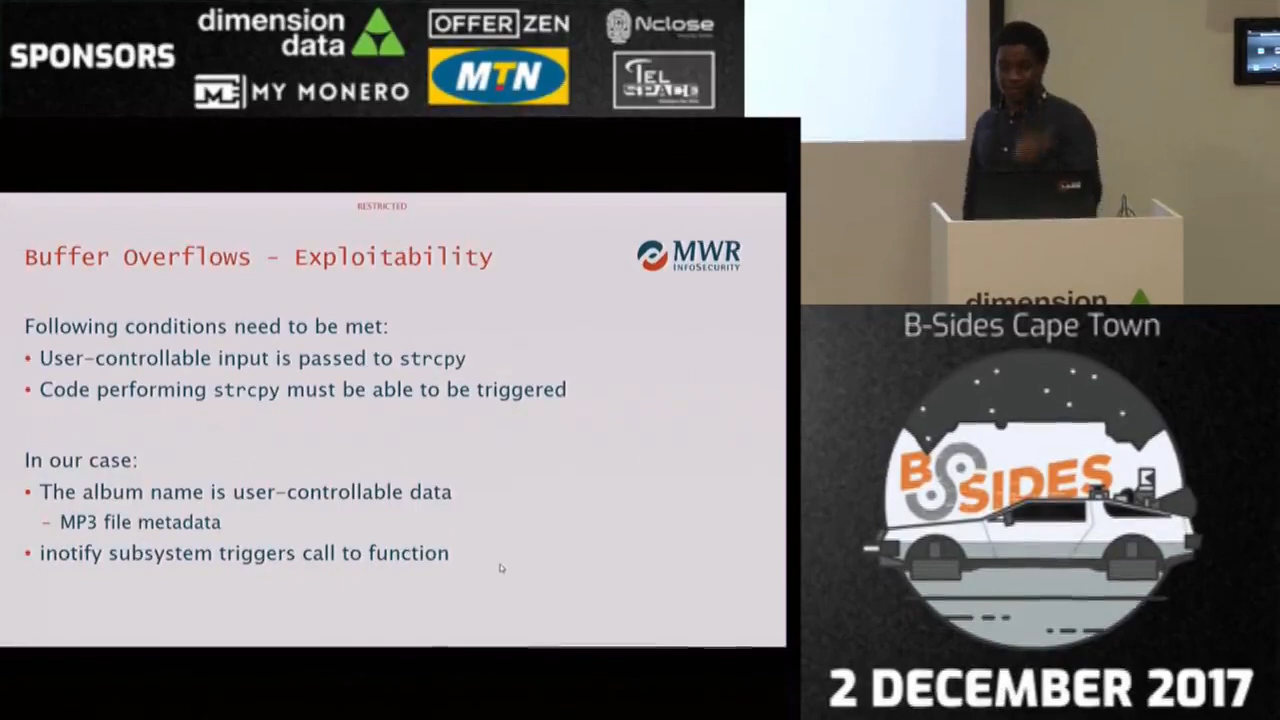 SPONSORS
dimension
data
OFFERZEN
Nclose
MY MONERO
MTN
TEL
SPACE
RESTRICTED
Buffer Overflows - Exploitability
MWR
INFOSECURITY
Following conditions need to be met:
• User-controllable input is passed to strcpy
• Code performing strcpy must be able to be triggered
In our case:
• The album name is user-controllable data
– MP3 file metadata
• inotify subsystem triggers call to function
dimension
B-Sides Cape Town
BSIDES
2 DECEMBER 2017